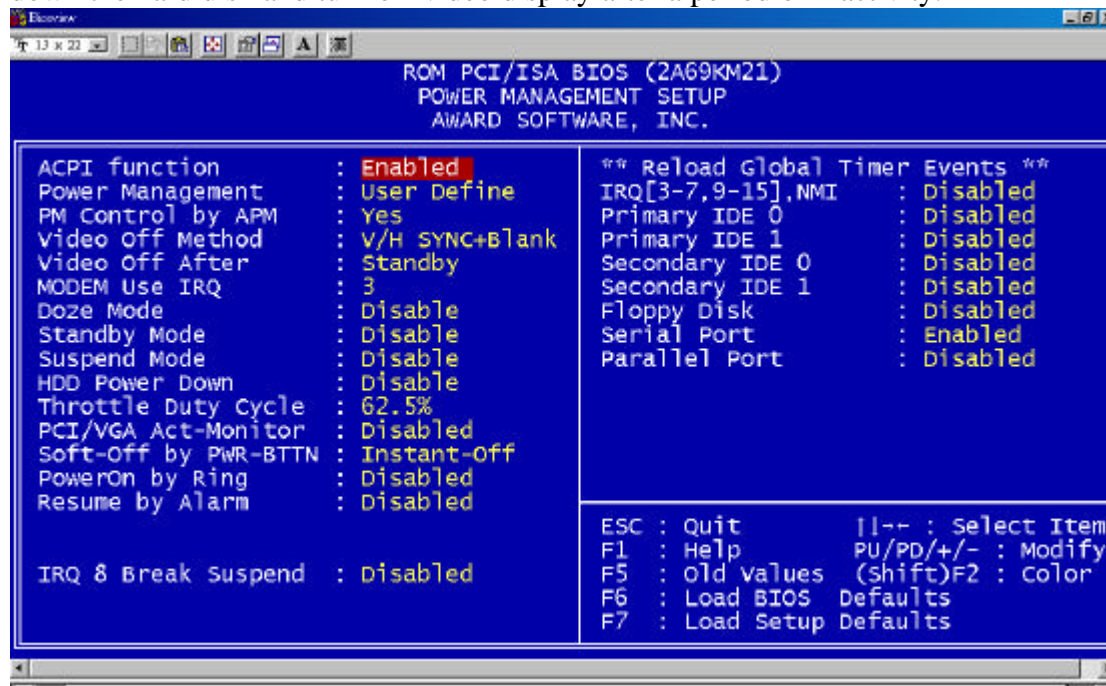 Ecoview
13 x 22
A
ROM PCI/ISA BIOS (2A69KM21)
POWER MANAGEMENT SETUP
AWARD SOFTWARE, INC.
ACPI function : Enabled
Power Management : User Define
PM Control by APM : Yes
Video Off Method : V/H SYNC+Blank
Video Off After : Standby
MODEM Use IRQ : 3
Doze Mode : Disable
Standby Mode : Disable
Suspend Mode : Disable
HDD Power Down : Disable
Throttle Duty Cycle : 62.5%
PCI/VGA Act-Monitor : Disabled
Soft-Off by PWR-BTTN : Instant-Off
PowerOn by Ring : Disabled
Resume by Alarm : Disabled
IRQ 8 Break Suspend : Disabled
** Reload Global Timer Events **
IRQ[3-7,9-15],NMI : Disabled
Primary IDE 0 : Disabled
Primary IDE 1 : Disabled
Secondary IDE 0 : Disabled
Secondary IDE 1 : Disabled
Floppy Disk : Disabled
Serial Port : Enabled
Parallel Port : Disabled
ESC : Quit : Select Item
F1 : Help PU/PD/+/- : Modify
F5 : Old Values (Shift)F2 : Color
F6 : Load BIOS Defaults
F7 : Load Setup Defaults